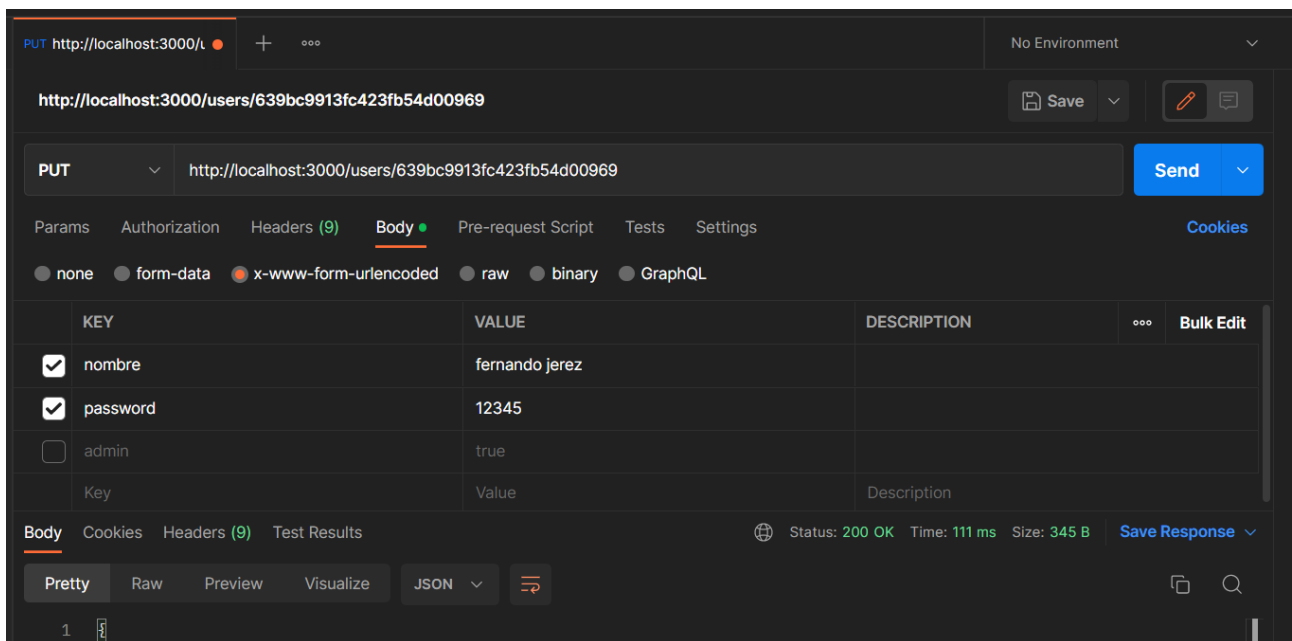 PUT http://localhost:3000/u
No Environment
http://localhost:3000/users/639bc9913fc423fb54d00969
Save
PUT http://localhost:3000/users/639bc9913fc423fb54d00969 Send
Params Authorization Headers (9) Body Pre-request Script Tests Settings Cookies
none form-data x-www-form-urlencoded raw binary GraphQL
KEY VALUE DESCRIPTION ooo Bulk Edit
nombre fernando jerez
password 12345
admin true
Key Value Description
Body Cookies Headers (9) Test Results Status: 200 OK Time: 111 ms Size: 345 B Save Response
Pretty Raw Preview Visualize JSON
1 {